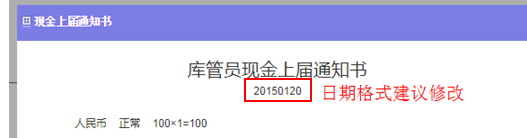 现金上届通知书
库管员现金上届通知书
20150120 日期格式建议修改
人民币 正常 100×1=100